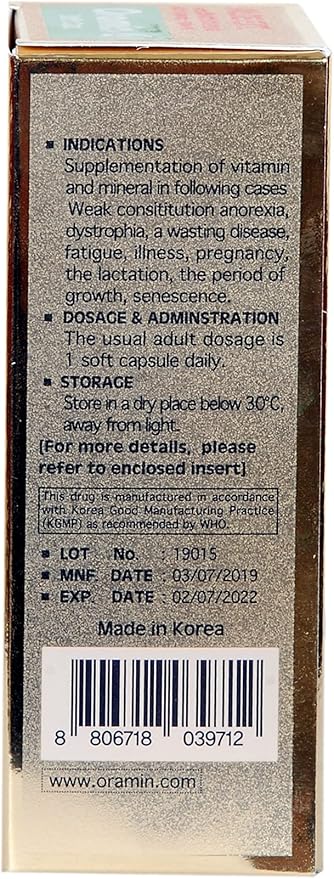 ■ INDICATIONS
Supplementation of vitamin
and mineral in following cases
Weak consititution anorexia,
dystrophia, a wasting disease,
fatigue, illness, pregnancy,
the lactation, the period of
growth, senescence.
■ DOSAGE & ADMINSTRATION
The usual adult dosage is
1 soft capsule daily.
■ STORAGE
Store in a dry place below 30°C,
away from light.
[For more details, please
refer to enclosed insert]
This drug is manufactured in accordance
with Korea Good Manufacturing Practice
(KGMP) as recommended by WHO.
■ LOT No. : 19015
■ MNF. DATE : 03/07/2019
■ EXP. DATE : 02/07/2022
Made in Korea
8 806718 039712
www.oramin.com